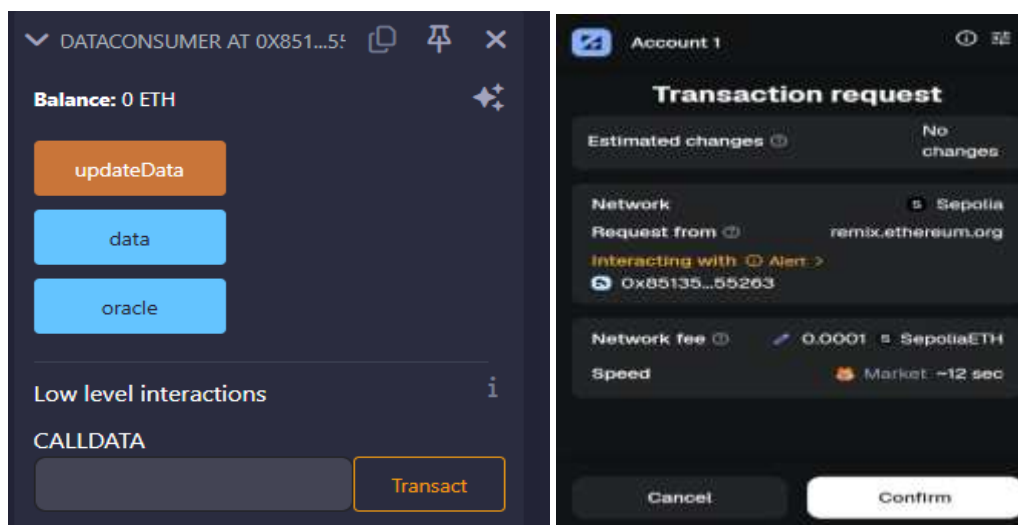 DATACONSUMER AT 0X851...5
Balance: 0 ETH
updateData
data
oracle
Low level interactions
i
CALLDATA
Transact
Account 1
Transaction request
Estimated changes
No
changes
Network
S Sepolia
Request from
remix.ethereum.org
Interacting with Alert >
0x85135...55263
Network fee
0.0001 S SepoliaETH
Speed
Market ~12 sec
Cancel
Confirm